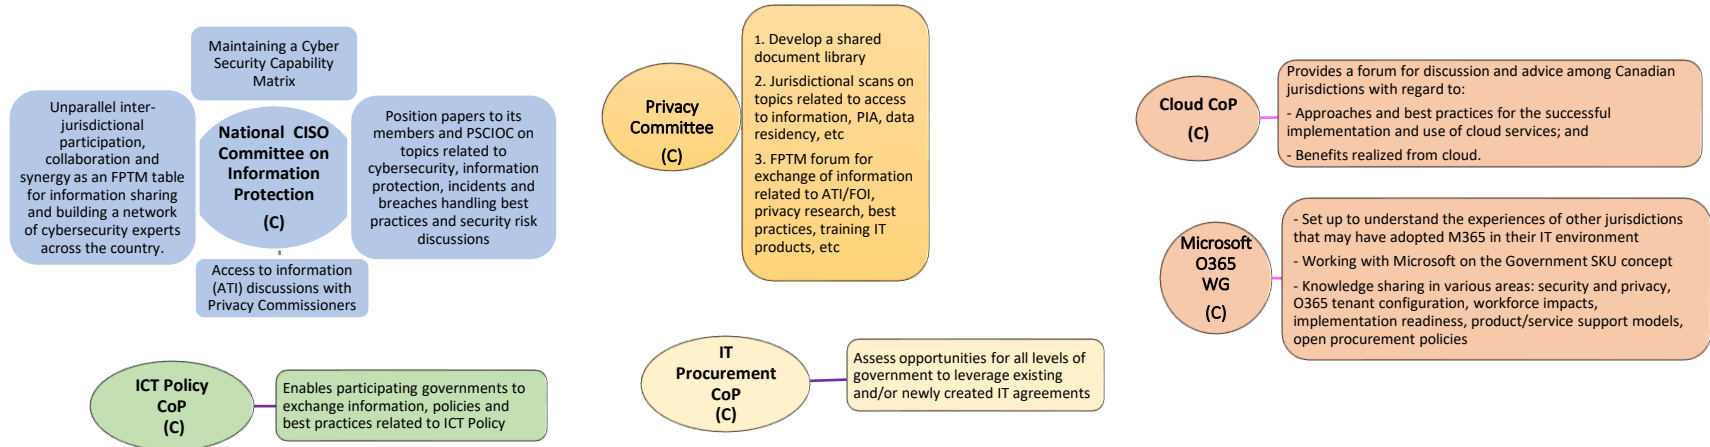 Maintaining a Cyber
Security Capability
Matrix
Unparallel inter-
jurisdictional
participation,
collaboration and
synergy as an FPTM table
for information sharing
and building a network
of cybersecurity experts
across the country.
National CISO
Committee on
Information
Protection
(C)
Position papers to its
members and PSCIOC on
topics related to
cybersecurity, information
protection, incidents and
breaches handling best
practices and security risk
discussions
Access to information
(ATI) discussions with
Privacy Commissioners
ICT Policy
CoP
(C)
Enables participating governments to
exchange information, policies and
best practices related to ICT Policy
Privacy
Committee
(C)
1. Develop a shared
document library
2. Jurisdictional scans on
topics related to access
to information, PIA, data
residency, etc
3. FPTM forum for
exchange of information
related to ATI/FOI,
privacy research, best
practices, training IT
products, etc
IT
Procurement
CoP
(C)
Assess opportunities for all levels of
government to leverage existing
and/or newly created IT agreements
Cloud CoP
(C)
Provides a forum for discussion and advice among Canadian
jurisdictions with regard to:
- Approaches and best practices for the successful
implementation and use of cloud services; and
- Benefits realized from cloud.
Microsoft
O365
WG
(C)
- Set up to understand the experiences of other jurisdictions
that may have adopted M365 in their IT environment
- Working with Microsoft on the Government SKU concept
- Knowledge sharing in various areas: security and privacy,
O365 tenant configuration, workforce impacts,
implementation readiness, product/service support models,
open procurement policies